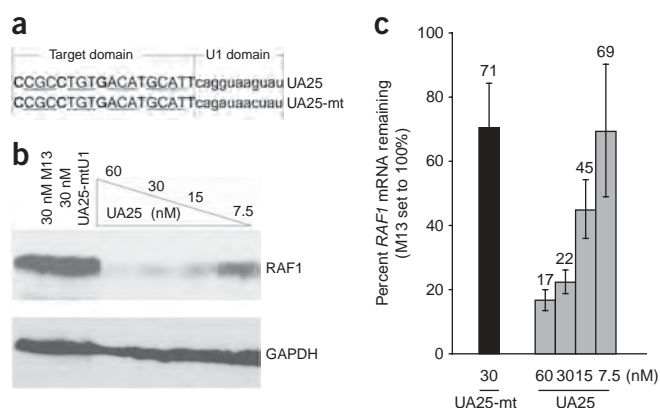 a
Target domain U1 domain
CCGCCTGTGACATGCATTcagguaaguau UA25
CCGCCTGTGACATGCATTcagauaacuau UA25-mt
b
30 nM M13
30 nM
UA25-mtU1
60
30
15
7.5
UA25 (nM)
RAF1
GAPDH
c
Percent RAF1 mRNA remaining
(M13 set to 100%)
100
80
60
40
20
0
71
17
22
45
69
30 60 30 15 7.5 (nM)
UA25-mt UA25